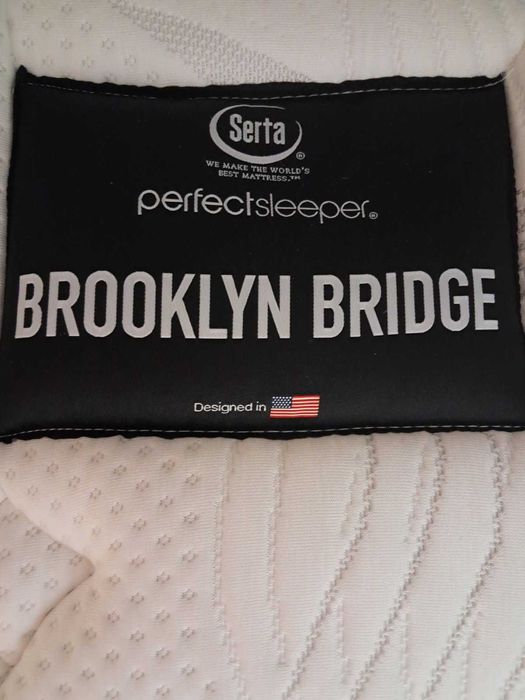 Serta®
WE MAKE THE WORLD'S
BEST MATTRESS.™
perfectsleeper®
BROOKLYN BRIDGE
Designed in